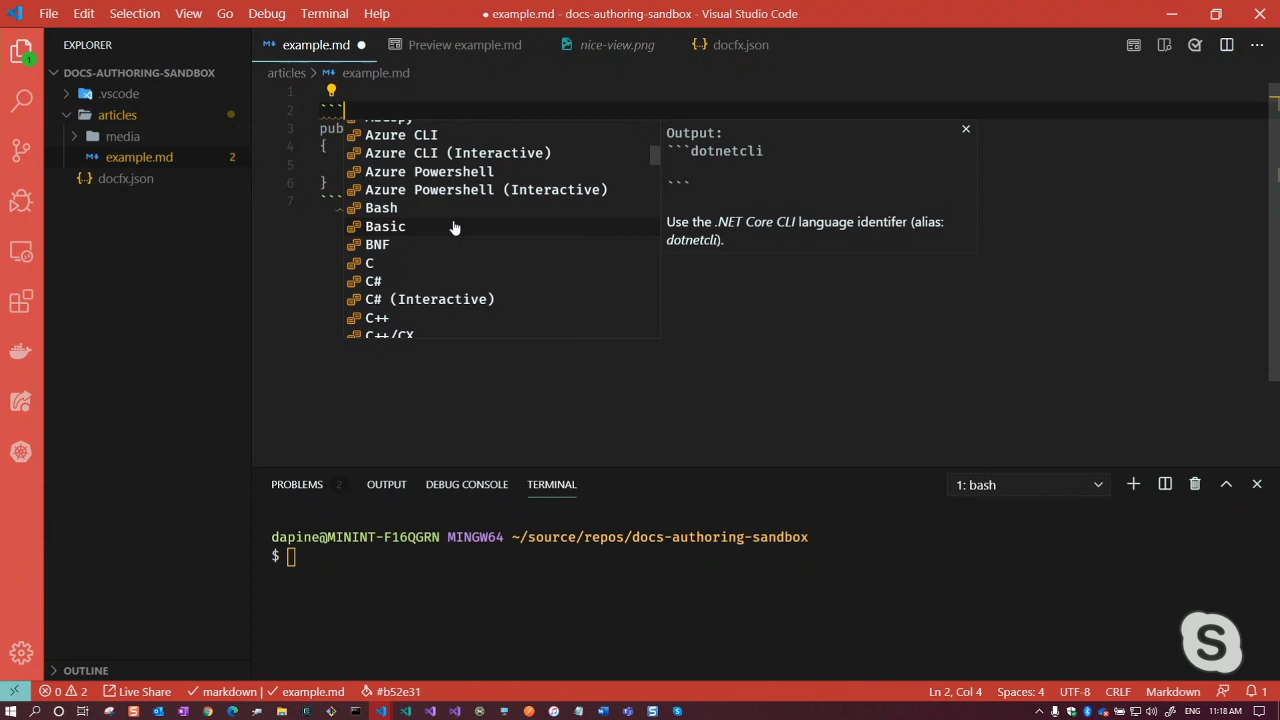 File Edit Selection View Go Debug Terminal Help
● example.md - docs-authoring-sandbox - Visual Studio Code
EXPLORER
example.md ●
Preview example.md
nice-view.png
docfx.json
DOCS-AUTHORING-SANDBOX
.vscode
articles
media
example.md 2
docfx.json
articles > example.md
1
2 ```
3 pub
4 {
5
6 }
7 ```
Azure CLI
Azure CLI (Interactive)
Azure Powershell
Azure Powershell (Interactive)
Bash
Basic
BNF
C
C#
C# (Interactive)
C++
C++/CX
Output:
```dotnetcli
```
Use the .NET Core CLI language identifer (alias:
dotnetcli).
PROBLEMS 2 OUTPUT DEBUG CONSOLE TERMINAL
1: bash
dapine@MININT-F16QGRN MINGW64 ~/source/repos/docs-authoring-sandbox
$
OUTLINE
0 2 Live Share markdown | example.md #b52e31
Ln 2, Col 4 Spaces: 4 UTF-8 CRLF Markdown 1
11:18 AM